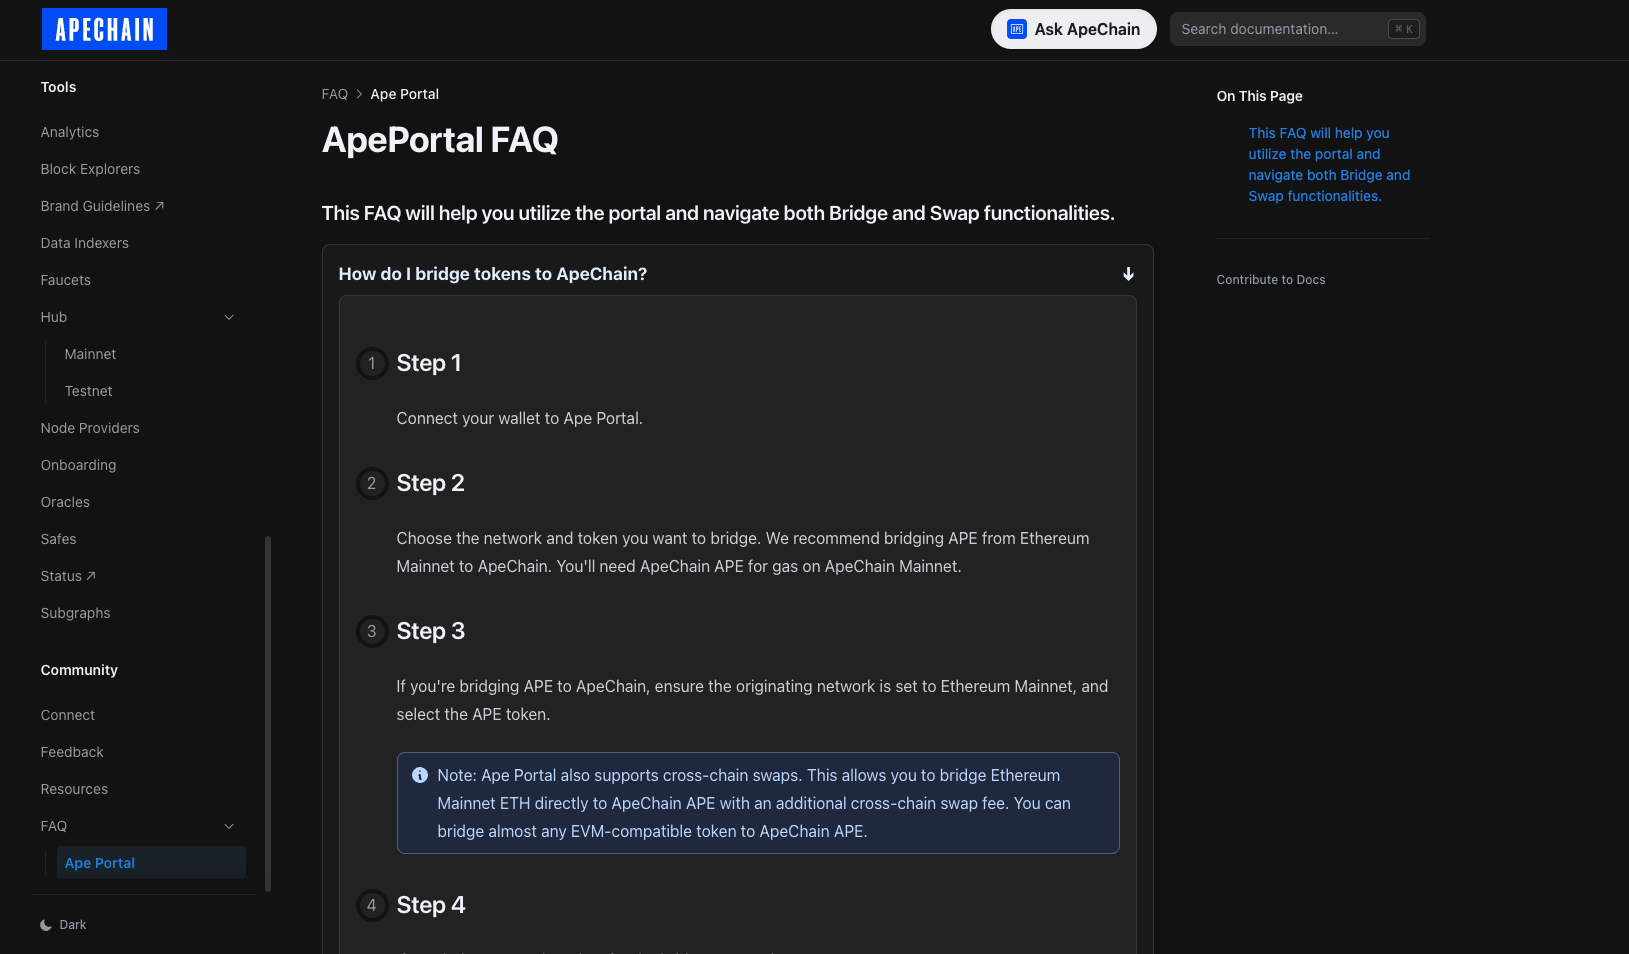 APECHAIN
APE
Ask ApeChain
Search documentation...
⌘ K
Tools
Analytics
Block Explorers
Brand Guidelines ↗
Data Indexers
Faucets
Hub
Mainnet
Testnet
Node Providers
Onboarding
Oracles
Safes
Status ↗
Subgraphs
Community
Connect
Feedback
Resources
FAQ
Ape Portal
Dark
FAQ > Ape Portal
ApePortal FAQ
This FAQ will help you utilize the portal and navigate both Bridge and Swap functionalities.
How do I bridge tokens to ApeChain?
1 Step 1
Connect your wallet to Ape Portal.
2 Step 2
Choose the network and token you want to bridge. We recommend bridging APE from Ethereum
Mainnet to ApeChain. You'll need ApeChain APE for gas on ApeChain Mainnet.
3 Step 3
If you're bridging APE to ApeChain, ensure the originating network is set to Ethereum Mainnet, and
select the APE token.
Note: Ape Portal also supports cross-chain swaps. This allows you to bridge Ethereum
Mainnet ETH directly to ApeChain APE with an additional cross-chain swap fee. You can
bridge almost any EVM-compatible token to ApeChain APE.
4 Step 4
On This Page
This FAQ will help you
utilize the portal and
navigate both Bridge and
Swap functionalities.
Contribute to Docs